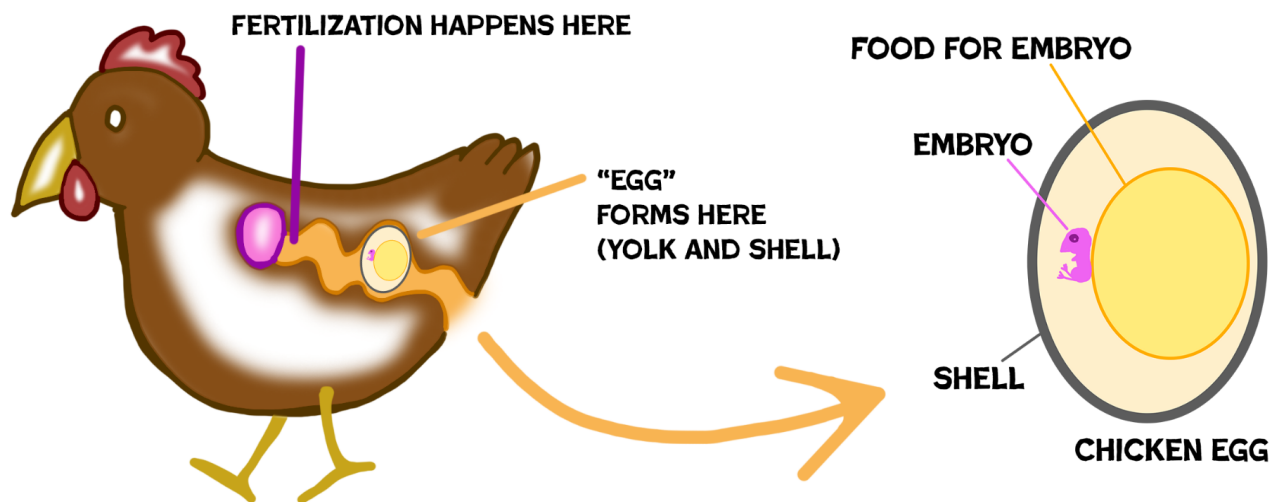 FERTILIZATION HAPPENS HERE
“EGG”
FORMS HERE
(YOLK AND SHELL)
FOOD FOR EMBRYO
EMBRYO
SHELL
CHICKEN EGG